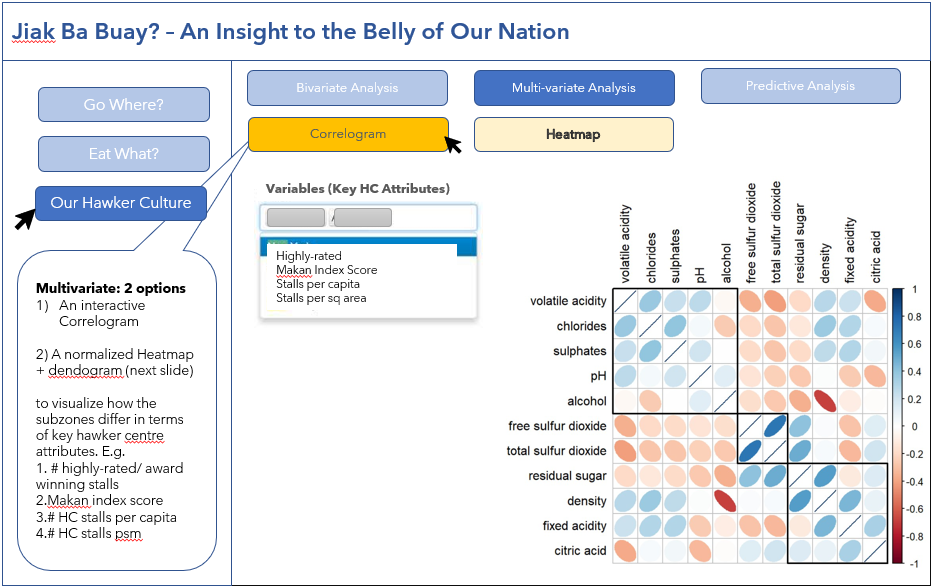 Jiak Ba Buay? – An Insight to the Belly of Our Nation
Go Where?
Eat What?
Our Hawker Culture
Multivariate: 2 options
1) An interactive
Correlogram
2) A normalized Heatmap
+ dendogram (next slide)
to visualize how the
subzones differ in terms
of key hawker centre
attributes. E.g.
1. # highly-rated/ award
winning stalls
2.Makan index score
3.# HC stalls per capita
4.# HC stalls psm
Bivariate Analysis
Multi-variate Analysis
Predictive Analysis
Correlogram
Heatmap
Variables (Key HC Attributes)
Highly-rated
Makan Index Score
Stalls per capita
Stalls per sq area
volatile acidity
chlorides
sulphates
pH
alcohol
free sulfur dioxide
total sulfur dioxide
residual sugar
density
fixed acidity
citric acid
volatile acidity
chlorides
sulphates
pH
alcohol
free sulfur dioxide
total sulfur dioxide
residual sugar
density
fixed acidity
citric acid
1
0.8
0.6
0.4
0.2
0
-0.2
-0.4
-0.6
-0.8
-1